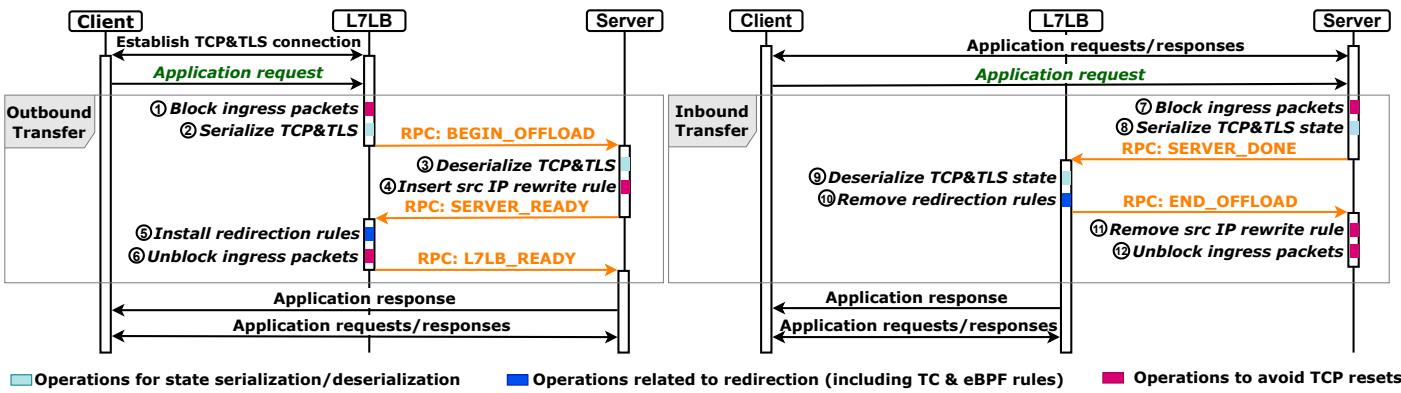 Client
L7LB
Server
Establish TCP&TLS connection
Application request
Outbound
Transfer
① Block ingress packets
② Serialize TCP&TLS
RPC: BEGIN_OFFLOAD
③ Deserialize TCP&TLS
④ Insert src IP rewrite rule
RPC: SERVER_READY
⑤ Install redirection rules
⑥ Unblock ingress packets
RPC: L7LB_READY
Application response
Application requests/responses
Client
L7LB
Server
Application requests/responses
Application request
Inbound
Transfer
⑦ Block ingress packets
⑧ Serialize TCP&TLS state
RPC: SERVER_DONE
⑨ Deserialize TCP&TLS state
⑩ Remove redirection rules
RPC: END_OFFLOAD
⑪ Remove src IP rewrite rule
⑫ Unblock ingress packets
Application response
Application requests/responses
Operations for state serialization/deserialization
Operations related to redirection (including TC & eBPF rules)
Operations to avoid TCP resets